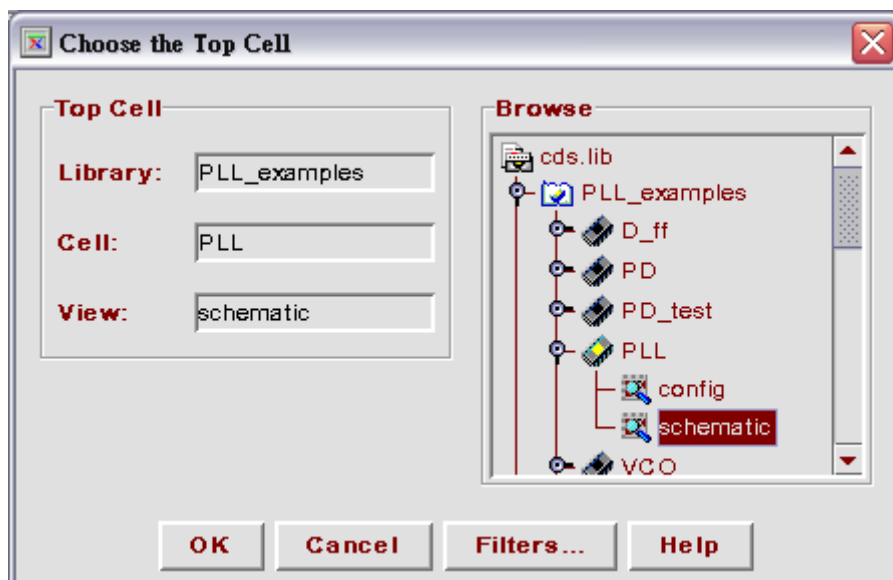 Choose the Top Cell
Top Cell
Library: PLL_examples
Cell: PLL
View: schematic
Browse
cds.lib
PLL_examples
D_ff
PD
PD_test
PLL
config
schematic
VCO
OK Cancel Filters... Help